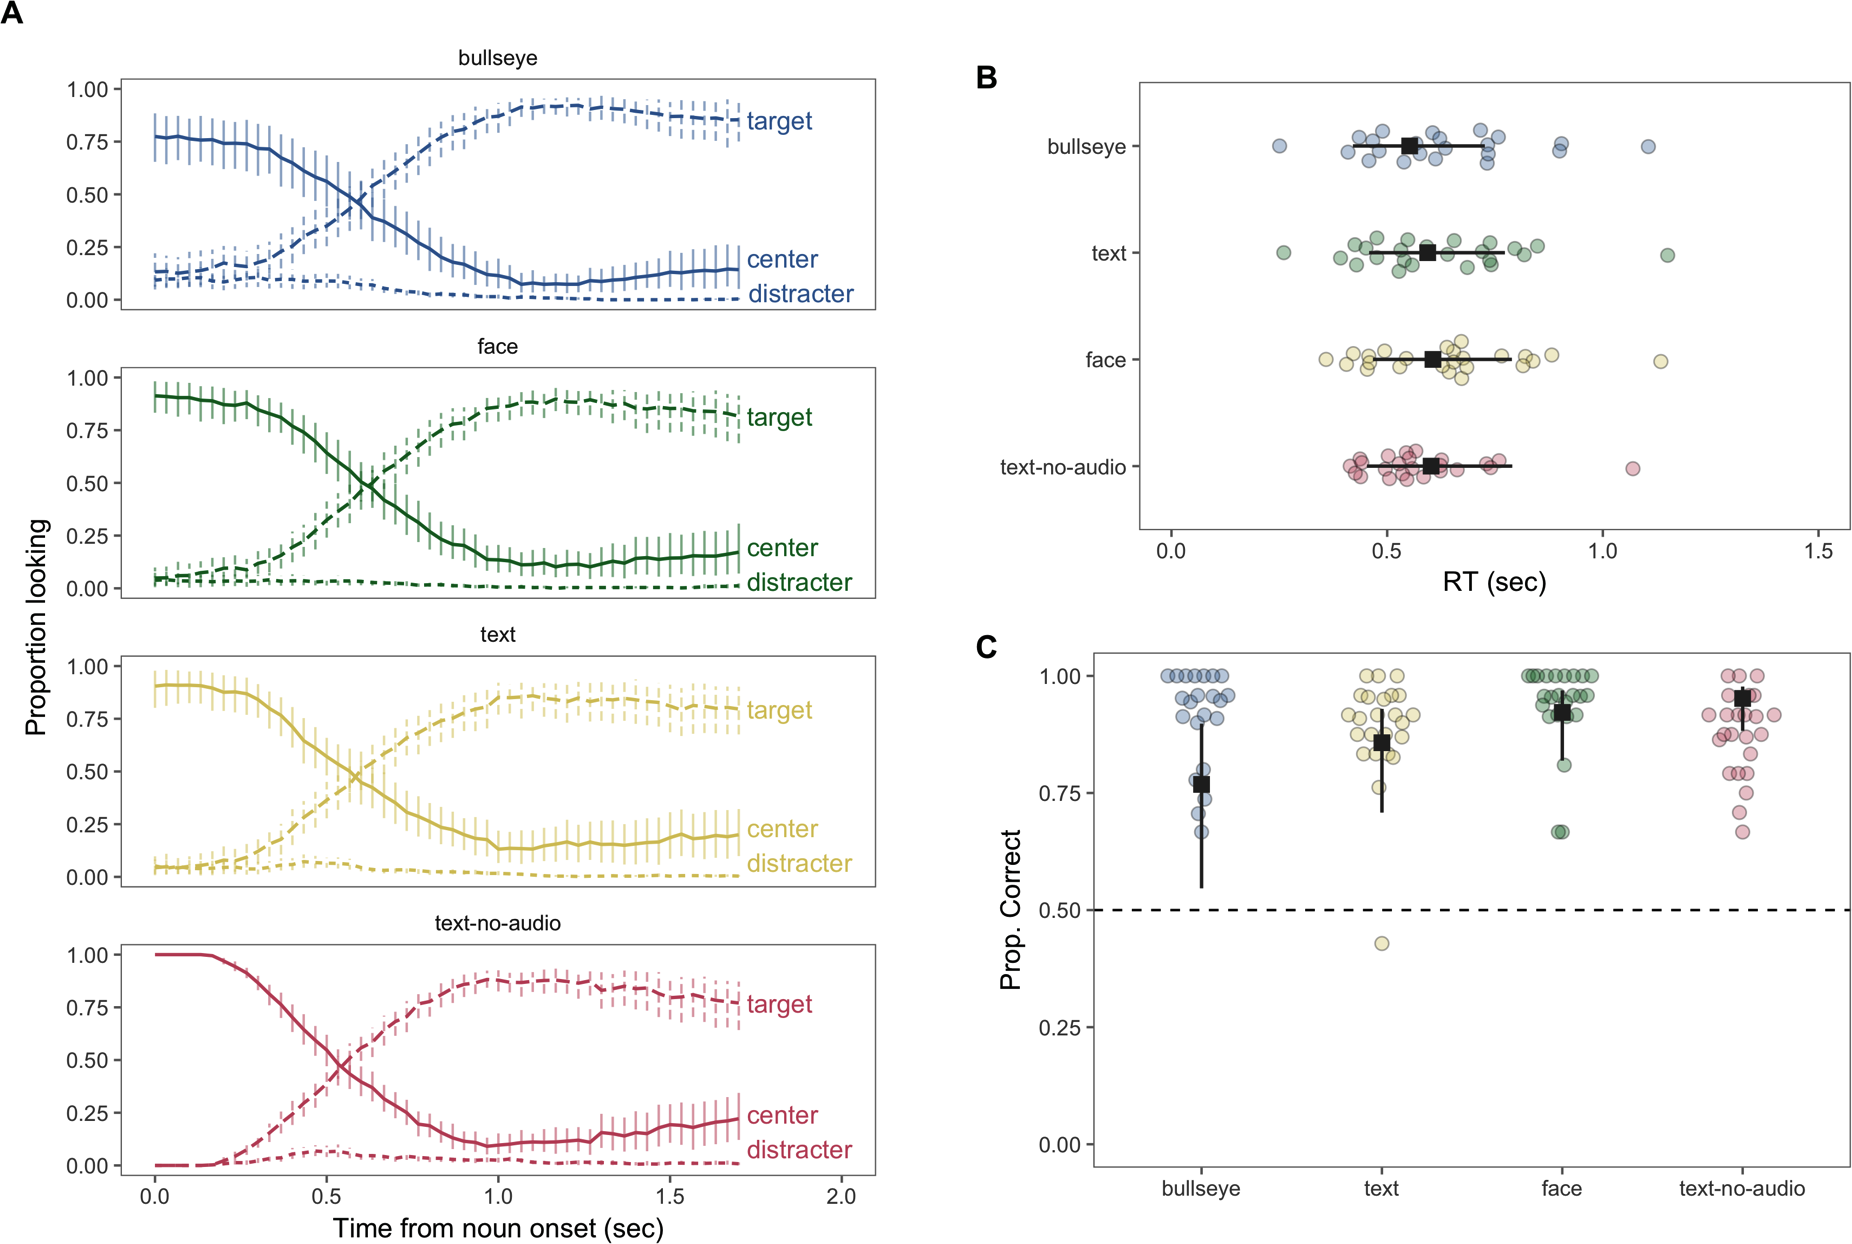 A
bullseye
1.00
0.75
0.50
0.25
0.00
target
center
distracter
face
1.00
0.75
0.50
0.25
0.00
target
center
distracter
text
1.00
0.75
0.50
0.25
0.00
target
center
distracter
text-no-audio
1.00
0.75
0.50
0.25
0.00
target
center
distracter
0.0 0.5 1.0 1.5 2.0
Time from noun onset (sec)
Proportion looking
B
bullseye
text
face
text-no-audio
0.0 0.5 1.0 1.5
RT (sec)
C
1.00
0.75
0.50
0.25
0.00
Prop. Correct
bullseye text face text-no-audio